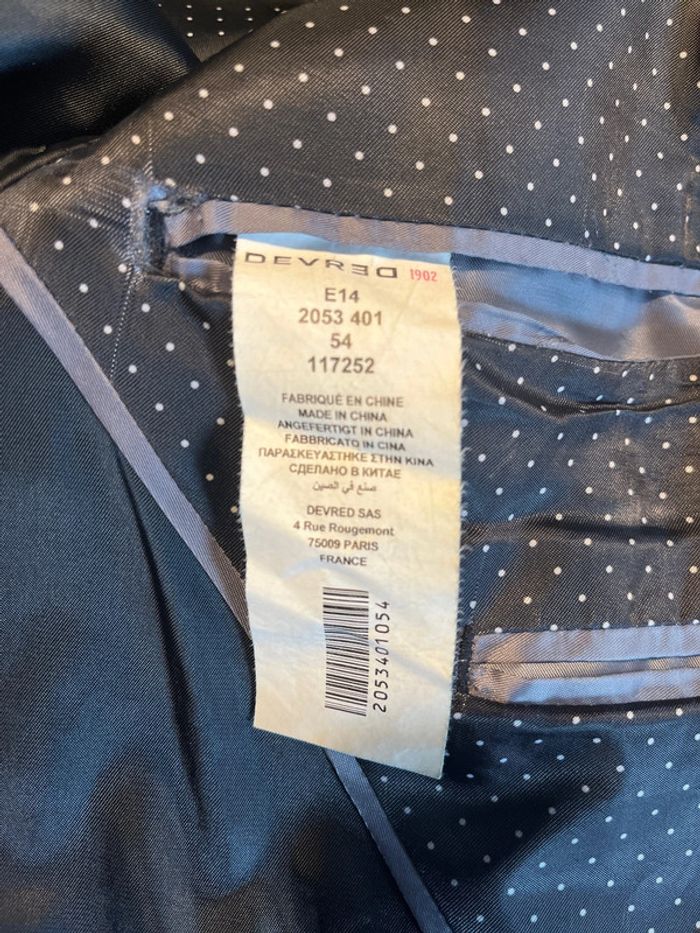 DEVRED 1902
E14
2053 401
54
117252
FABRIQUÉ EN CHINE
MADE IN CHINA
ANGEFERTIGT IN CHINA
FABBRICATO IN CINA
ΠΑΡΑΣΚΕΥΑΣΤΗΚΕ ΣΤΗΝ ΚΙΝΑ
СДЕЛАНО В КИТАЕ
صنع في الصين
DEVRED SAS
4 Rue Rougemont
75009 PARIS
FRANCE
2053401054